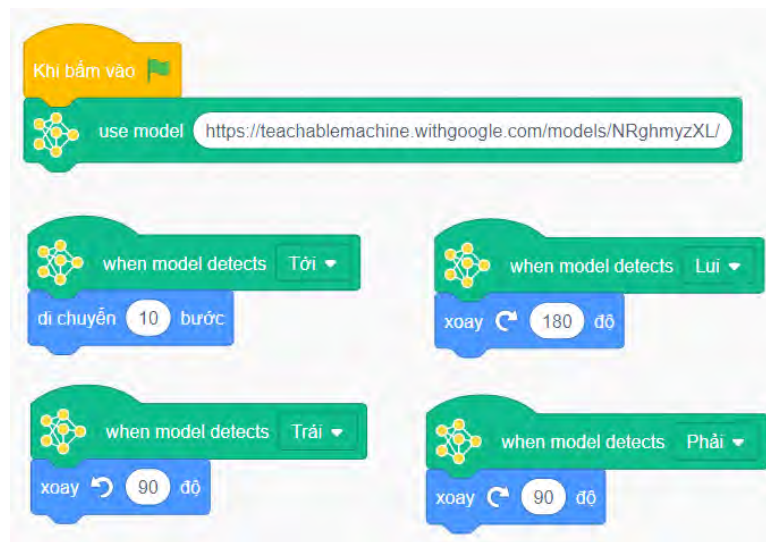 Khi bấm vào
use model https://teachablemachine.withgoogle.com/models/NRghmyzXL/
when model detects Tới
di chuyển 10 bước
when model detects Lui
xoay 180 độ
when model detects Trái
xoay 90 độ
when model detects Phải
xoay 90 độ